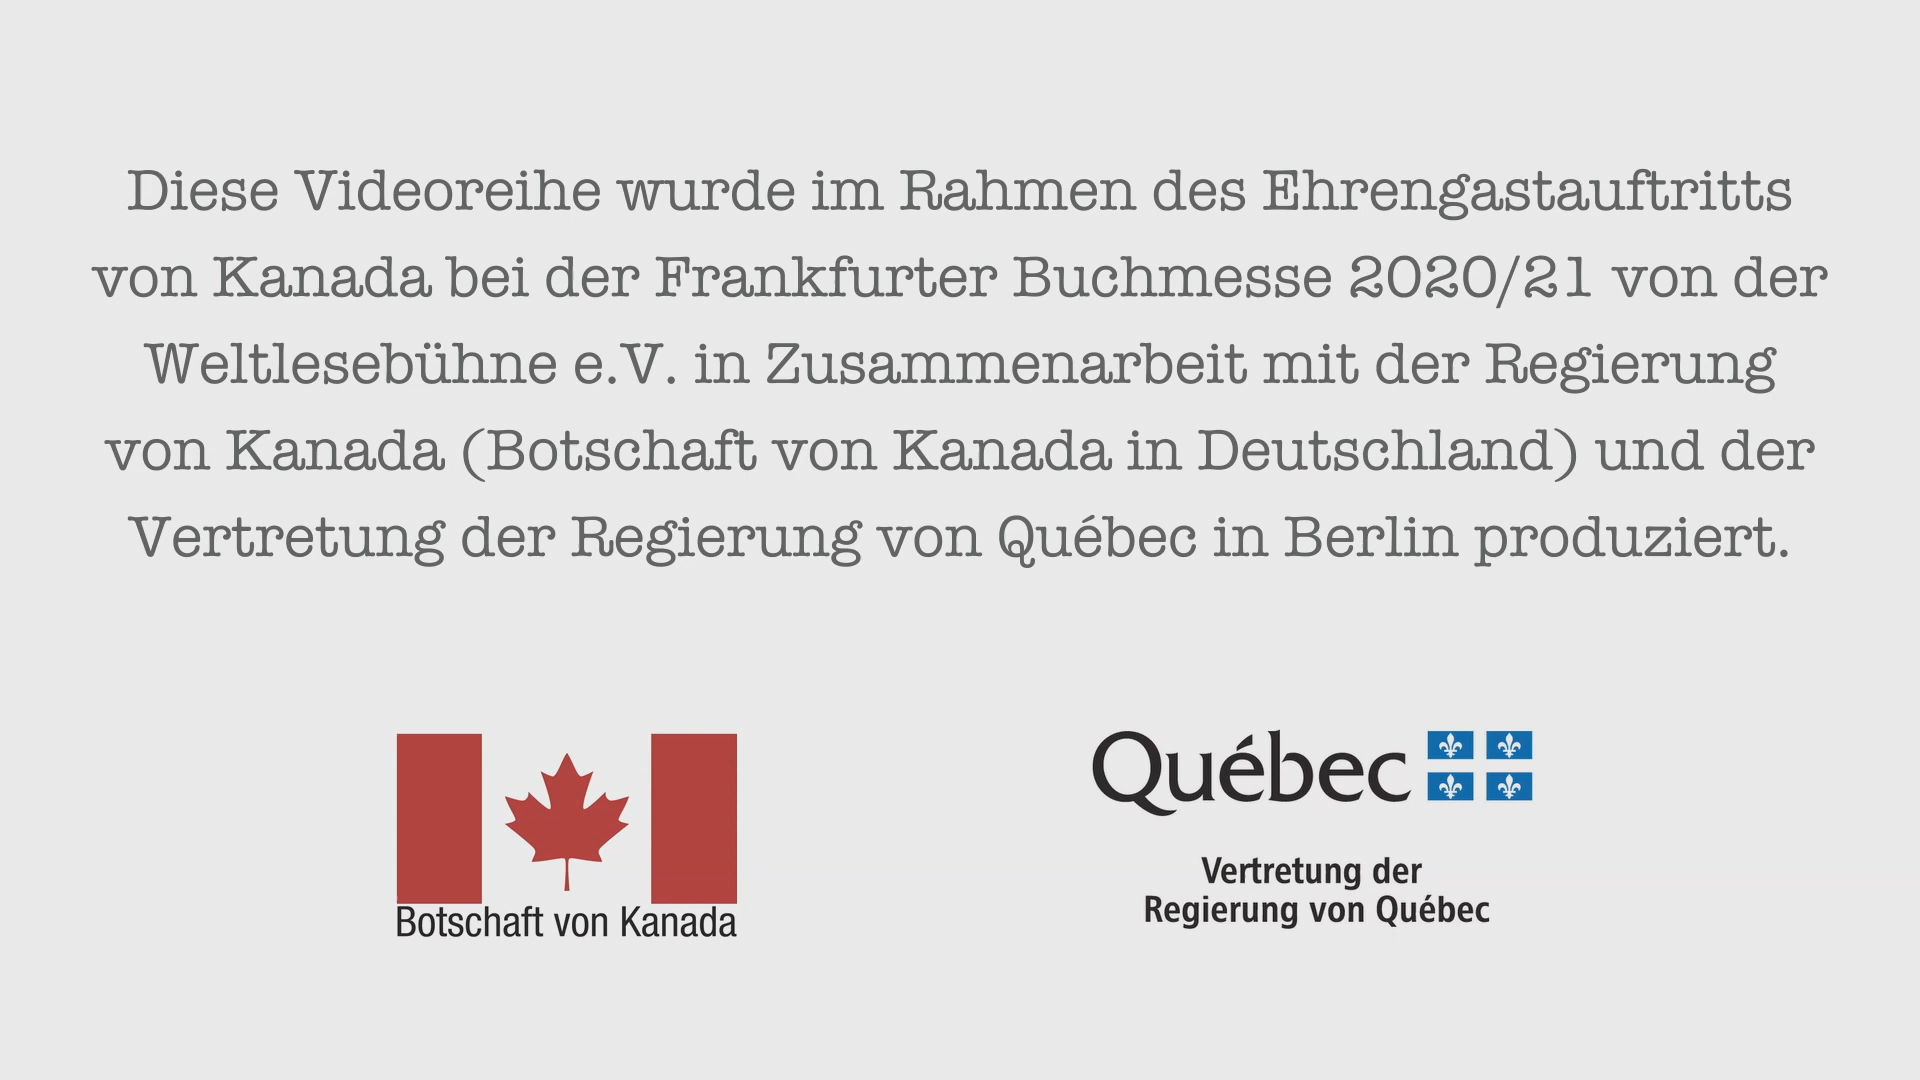 Diese Videoreihe wurde im Rahmen des Ehrengastauftritts
von Kanada bei der Frankfurter Buchmesse 2020/21 von der
Weltlesebühne e.V. in Zusammenarbeit mit der Regierung
von Kanada (Botschaft von Kanada in Deutschland) und der
Vertretung der Regierung von Québec in Berlin produziert.
Botschaft von Kanada
Québec
Vertretung der
Regierung von Québec